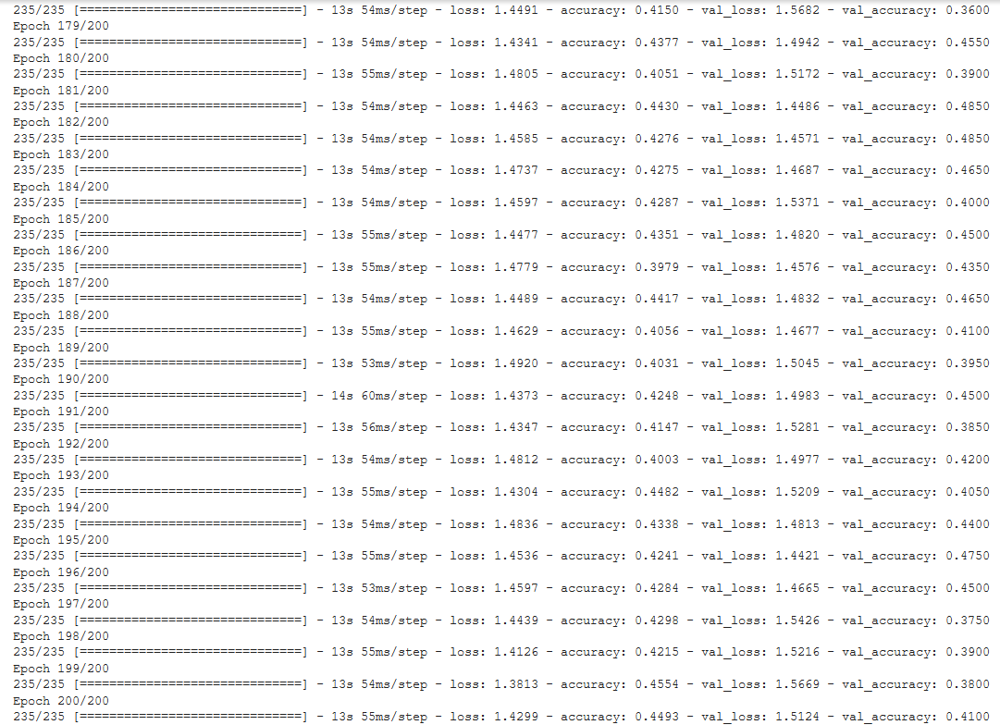 235/235 [==============================] - 13s 54ms/step - loss: 1.4491 - accuracy: 0.4150 - val_loss: 1.5682 - val_accuracy: 0.3600
Epoch 179/200
235/235 [==============================] - 13s 54ms/step - loss: 1.4341 - accuracy: 0.4377 - val_loss: 1.4942 - val_accuracy: 0.4550
Epoch 180/200
235/235 [==============================] - 13s 55ms/step - loss: 1.4805 - accuracy: 0.4051 - val_loss: 1.5172 - val_accuracy: 0.3900
Epoch 181/200
235/235 [==============================] - 13s 54ms/step - loss: 1.4463 - accuracy: 0.4430 - val_loss: 1.4486 - val_accuracy: 0.4850
Epoch 182/200
235/235 [==============================] - 13s 54ms/step - loss: 1.4585 - accuracy: 0.4276 - val_loss: 1.4571 - val_accuracy: 0.4850
Epoch 183/200
235/235 [==============================] - 13s 54ms/step - loss: 1.4737 - accuracy: 0.4275 - val_loss: 1.4687 - val_accuracy: 0.4650
Epoch 184/200
235/235 [==============================] - 13s 54ms/step - loss: 1.4597 - accuracy: 0.4287 - val_loss: 1.5371 - val_accuracy: 0.4000
Epoch 185/200
235/235 [==============================] - 13s 54ms/step - loss: 1.4477 - accuracy: 0.4351 - val_loss: 1.4820 - val_accuracy: 0.4500
Epoch 186/200
235/235 [==============================] - 13s 55ms/step - loss: 1.4779 - accuracy: 0.3979 - val_loss: 1.4576 - val_accuracy: 0.4350
Epoch 187/200
235/235 [==============================] - 13s 54ms/step - loss: 1.4489 - accuracy: 0.4417 - val_loss: 1.4832 - val_accuracy: 0.4650
Epoch 188/200
235/235 [==============================] - 13s 55ms/step - loss: 1.4629 - accuracy: 0.4056 - val_loss: 1.4677 - val_accuracy: 0.4100
Epoch 189/200
235/235 [==============================] - 13s 53ms/step - loss: 1.4920 - accuracy: 0.4031 - val_loss: 1.5045 - val_accuracy: 0.3950
Epoch 190/200
235/235 [==============================] - 14s 60ms/step - loss: 1.4373 - accuracy: 0.4248 - val_loss: 1.4983 - val_accuracy: 0.4500
Epoch 191/200
235/235 [==============================] - 13s 56ms/step - loss: 1.4347 - accuracy: 0.4147 - val_loss: 1.5281 - val_accuracy: 0.3850
Epoch 192/200
235/235 [==============================] - 13s 54ms/step - loss: 1.4812 - accuracy: 0.4003 - val_loss: 1.4977 - val_accuracy: 0.4200
Epoch 193/200
235/235 [==============================] - 13s 55ms/step - loss: 1.4304 - accuracy: 0.4482 - val_loss: 1.5209 - val_accuracy: 0.4050
Epoch 194/200
235/235 [==============================] - 13s 54ms/step - loss: 1.4836 - accuracy: 0.4338 - val_loss: 1.4813 - val_accuracy: 0.4400
Epoch 195/200
235/235 [==============================] - 13s 55ms/step - loss: 1.4536 - accuracy: 0.4241 - val_loss: 1.4421 - val_accuracy: 0.4750
Epoch 196/200
235/235 [==============================] - 13s 53ms/step - loss: 1.4597 - accuracy: 0.4284 - val_loss: 1.4665 - val_accuracy: 0.4500
Epoch 197/200
235/235 [==============================] - 13s 54ms/step - loss: 1.4439 - accuracy: 0.4298 - val_loss: 1.5426 - val_accuracy: 0.3750
Epoch 198/200
235/235 [==============================] - 13s 55ms/step - loss: 1.4126 - accuracy: 0.4215 - val_loss: 1.5216 - val_accuracy: 0.3900
Epoch 199/200
235/235 [==============================] - 13s 54ms/step - loss: 1.3813 - accuracy: 0.4554 - val_loss: 1.5669 - val_accuracy: 0.3800
Epoch 200/200
235/235 [==============================] - 13s 55ms/step - loss: 1.4299 - accuracy: 0.4493 - val_loss: 1.5124 - val_accuracy: 0.4100